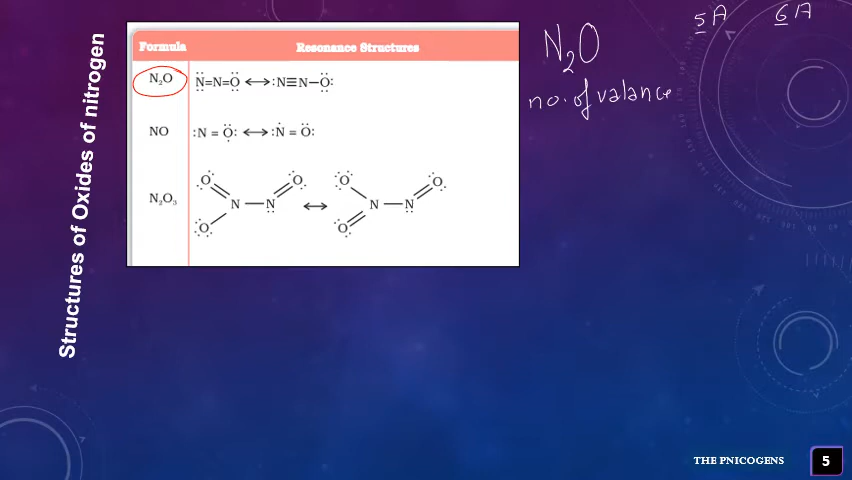 Structures of Oxides of nitrogen
Formula Resonance Structures
N₂O N̈=N=Ö ⟷ :N≡N–Ö:
NO :N = Ö: ⟷ :Ṅ = Ö:
N₂O₃
O O O O
N — N ⟷ N — N
O O
N₂O
no. of valance
5A 6A
THE PNICOGENS 5